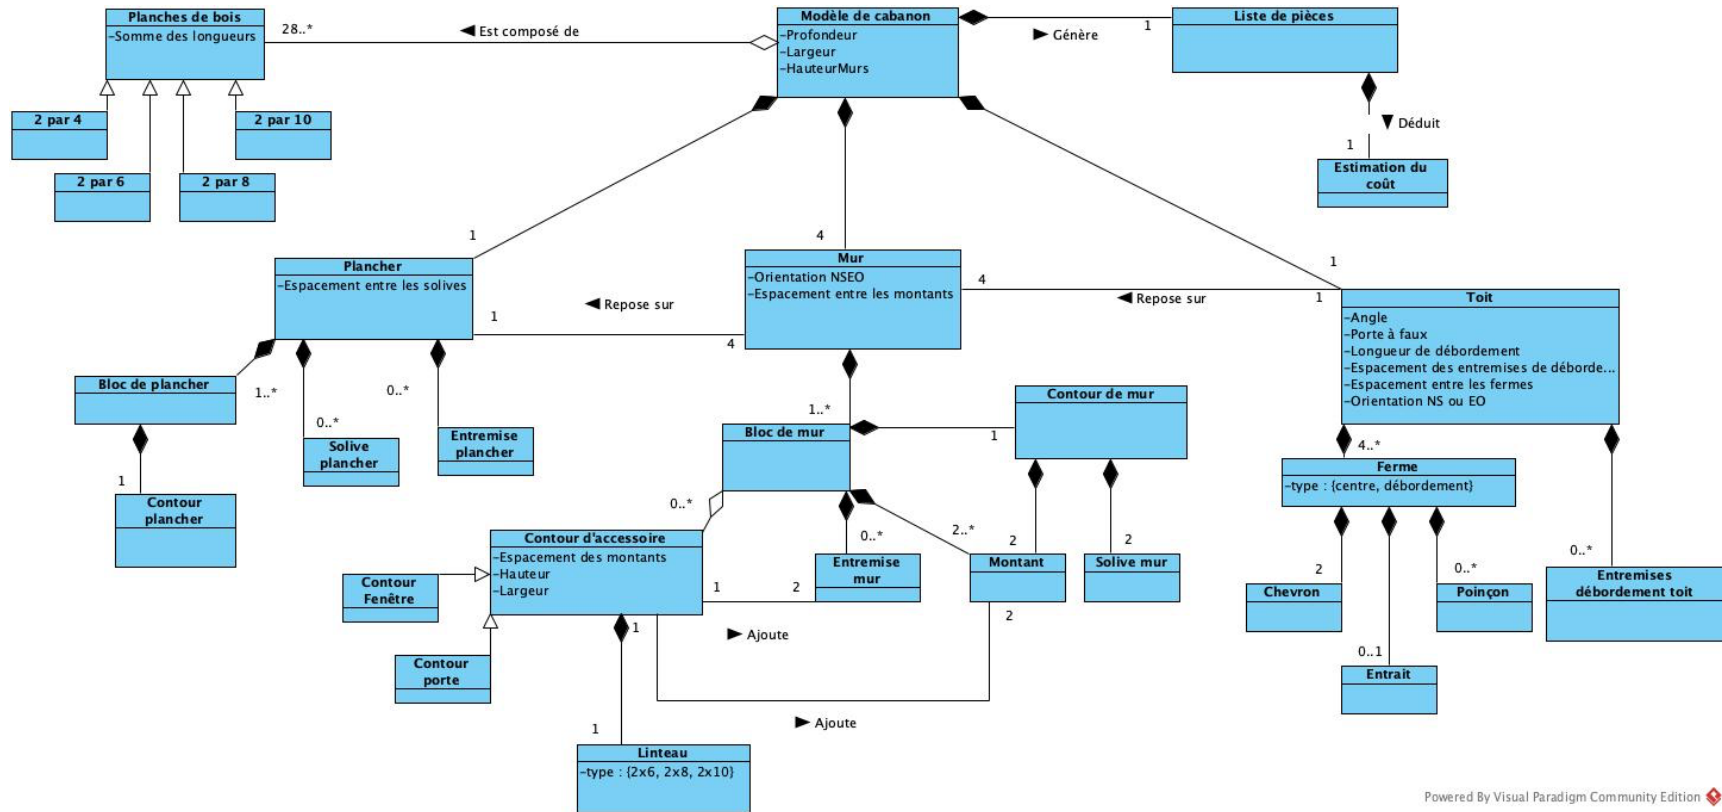 Planches de bois
-Somme des longueurs
28..*
◄ Est composé de
Modèle de cabanon
-Profondeur
-Largeur
-HauteurMurs
► Génère
1
Liste de pièces
2 par 4
2 par 10
2 par 6
2 par 8
▼ Déduit
1
Estimation du
coût
1
4
1
Plancher
-Espacement entre les solives
Mur
-Orientation NSEO
-Espacement entre les montants
4
◄ Repose sur
1
Toit
-Angle
-Porte à faux
-Longueur de débordement
-Espacement des entremises de déborde...
-Espacement entre les fermes
-Orientation NS ou EO
1
◄ Repose sur
4
Bloc de plancher
1..*
0..*
0..*
Solive
plancher
Entremise
plancher
1
Contour
plancher
1..*
Bloc de mur
1
Contour de mur
4..*
Ferme
-type : {centre, débordement}
0..*
Contour d'accessoire
-Espacement des montants
-Hauteur
-Largeur
0..*
Entremise
mur
2..*
2
Montant
2
Solive mur
2
Chevron
0..*
Poinçon
0..*
Entremises
débordement toit
Contour
Fenêtre
1
2
► Ajoute
1
2
Contour
porte
0..1
Entrait
► Ajoute
1
Linteau
-type : {2x6, 2x8, 2x10}
Powered By Visual Paradigm Community Edition